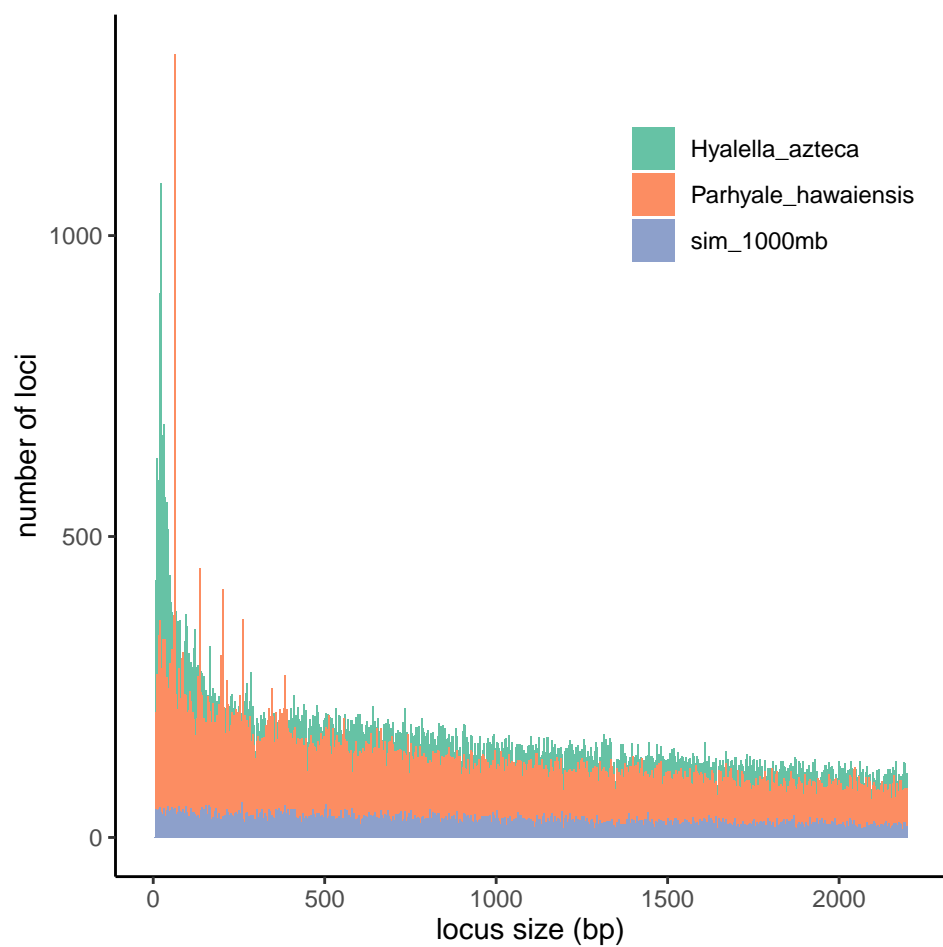 Hyalella_azteca
Parhyale_hawaiensis
sim_1000mb
1000
500
0
number of loci
0 500 1000 1500 2000
locus size (bp)